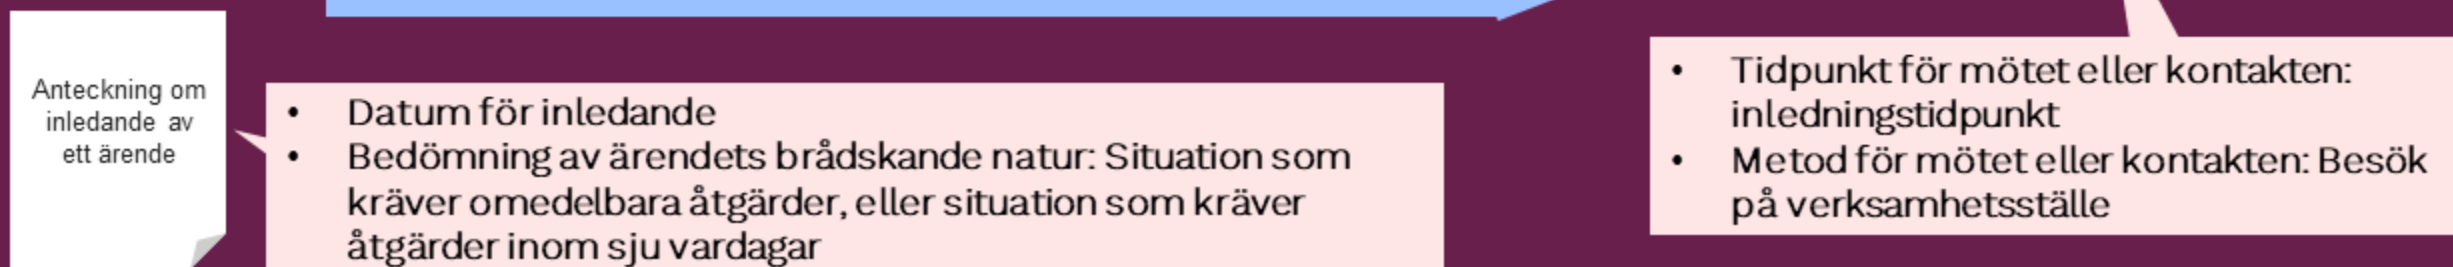 Anteckning om
inledande av
ett ärende
• Datum för inledande
• Bedömning av ärendets brådskande natur: Situation som
kräver omedelbara åtgärder, eller situation som kräver
åtgärder inom sju vardagar
• Tidpunkt för mötet eller kontakten:
inledningstidpunkt
• Metod för mötet eller kontakten: Besök
på verksamhetsställe